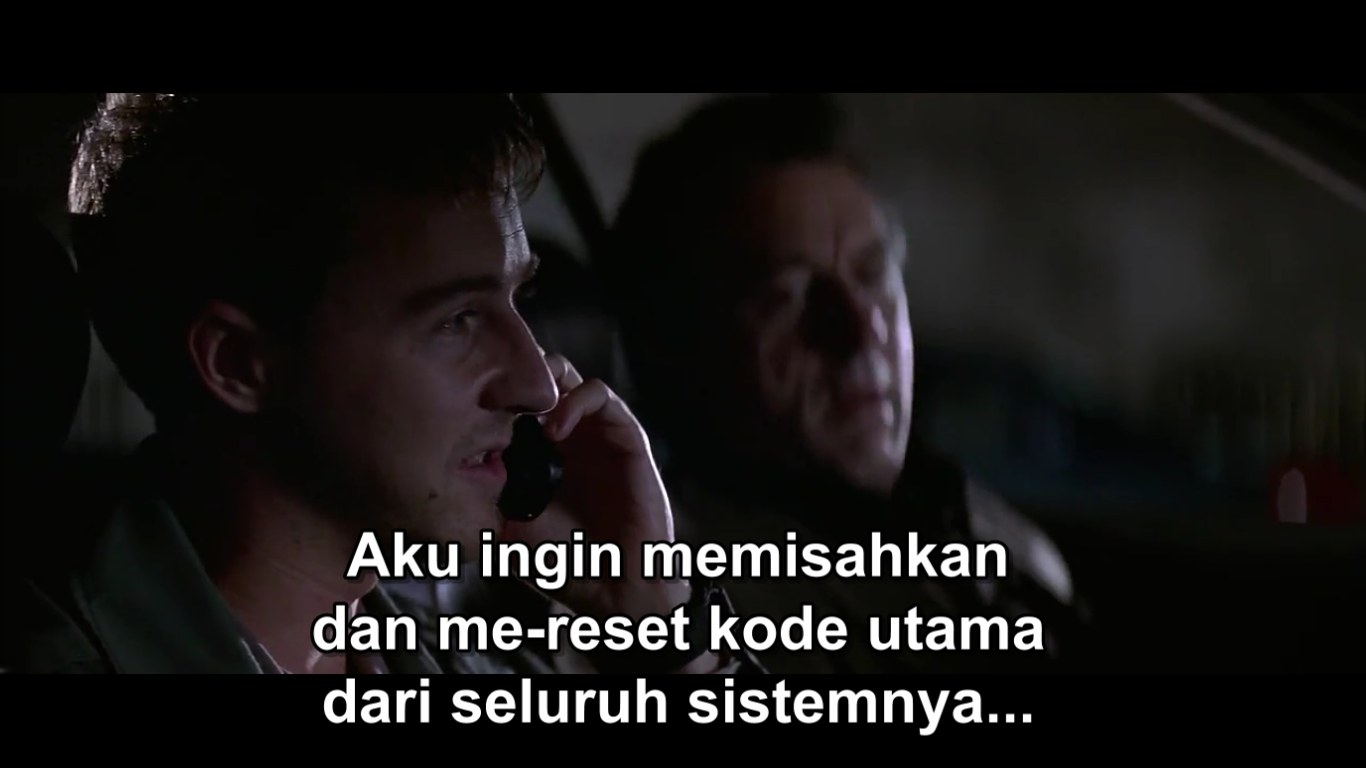 Aku ingin memisahkan
dan me-reset kode utama
dari seluruh sistemnya...